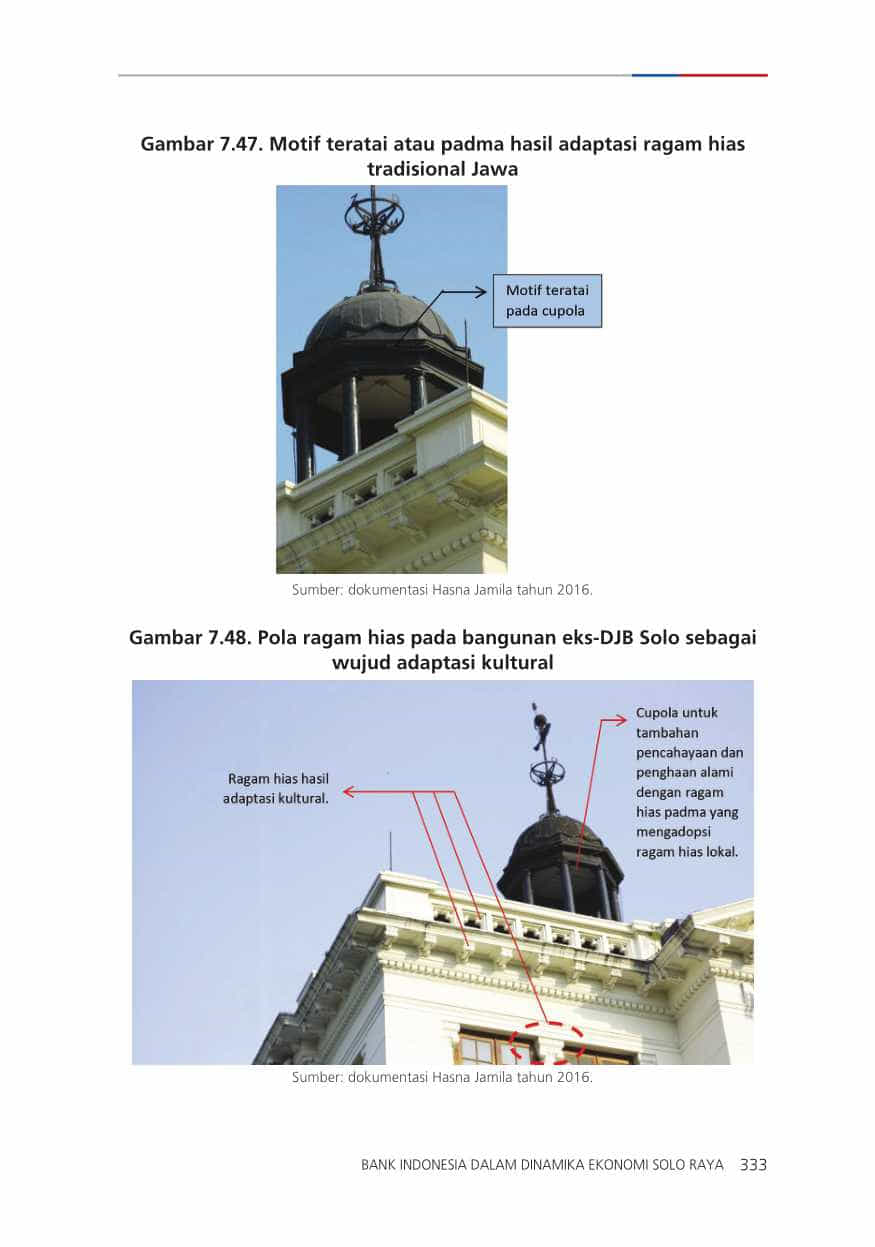 Gambar 7.47. Motif teratai atau padma hasil adaptasi ragam hias
tradisional Jawa
Motif teratai
pada cupola
Sumber: dokumentasi Hasna Jamila tahun 2016.
Gambar 7.48. Pola ragam hias pada bangunan eks-DJB Solo sebagai
wujud adaptasi kultural
Ragam hias hasil
adaptasi kultural.
Cupola untuk
tambahan
pencahayaan dan
penghaan alami
dengan ragam
hias padma yang
mengadopsi
ragam hias lokal.
Sumber: dokumentasi Hasna Jamila tahun 2016.
BANK INDONESIA DALAM DINAMIKA EKONOMI SOLO RAYA 333